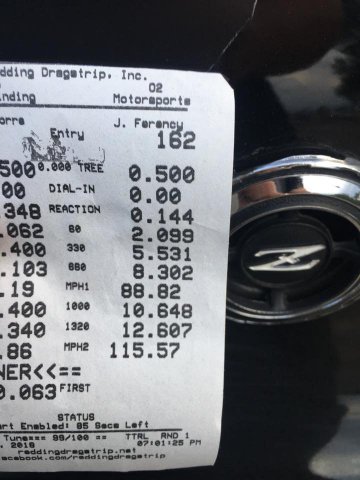 dding Dragstrip, Inc.
02
nding Motorsports
orre J. Ferancy
Entry 162
500 0.000 TREE 0.500
00 DIAL-IN 0.00
.348 REACTION 0.144
.062 60 2.099
.400 330 5.531
.103 660 8.302
.19 MPH1 88.82
.400 1000 10.648
.340 1320 12.607
.86 MPH2 115.57
NER<<==
0.063 FIRST
STATUS
art Enabled: 85 Secs Left
Tune=== 99/100 == TTRL RND 1
. 2018 07:01:25 PM
reddingdragstrip.net
acebook.com/reddingdragstrip
Z